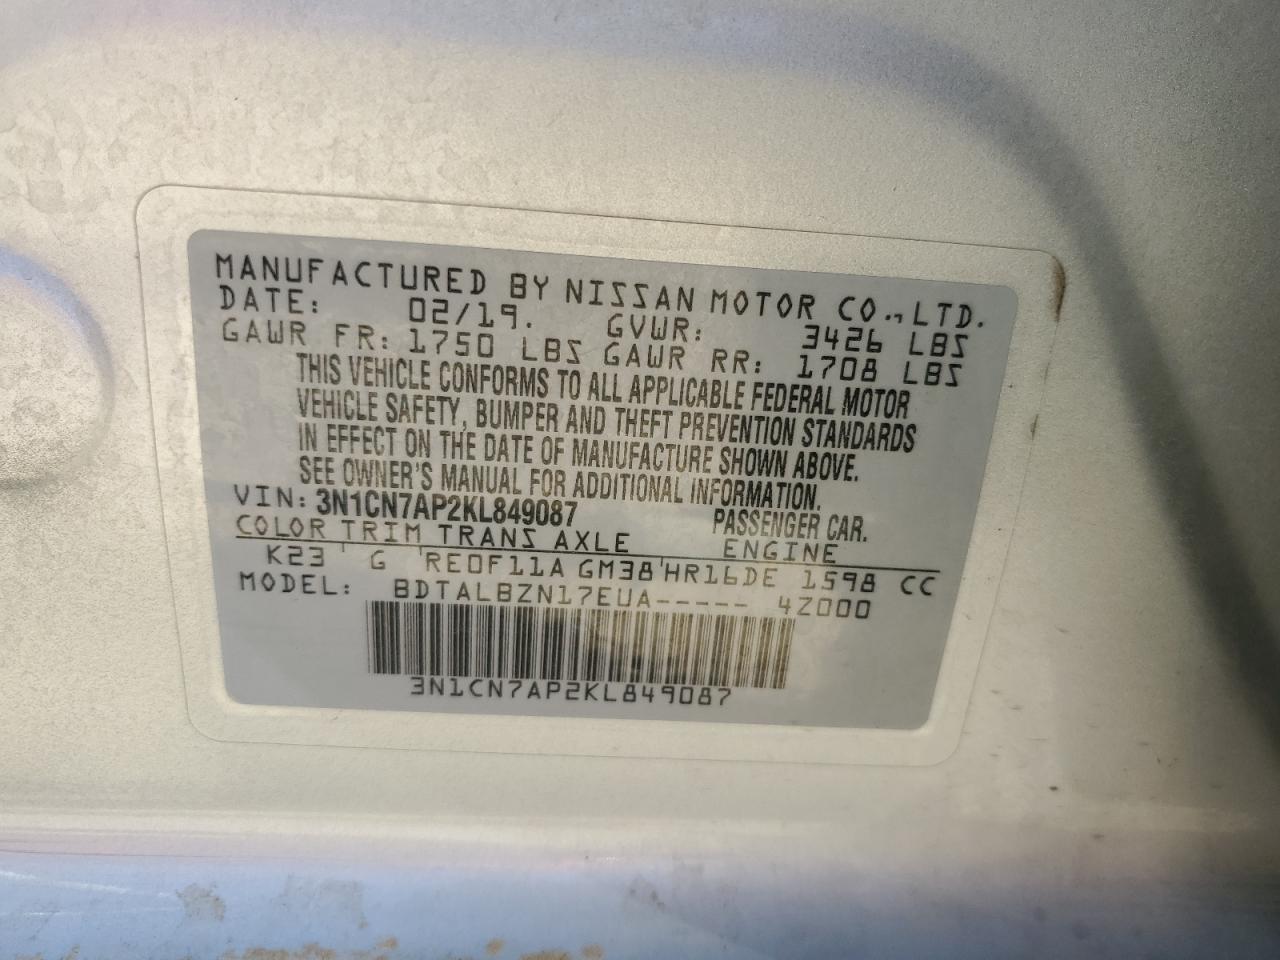 MANUFACTURED BY NISSAN MOTOR CO., LTD.
DATE: 02/19. GVWR: 3426 LBS
GAWR FR: 1750 LBS GAWR RR: 1708 LBS
THIS VEHICLE CONFORMS TO ALL APPLICABLE FEDERAL MOTOR
VEHICLE SAFETY, BUMPER AND THEFT PREVENTION STANDARDS
IN EFFECT ON THE DATE OF MANUFACTURE SHOWN ABOVE.
SEE OWNER'S MANUAL FOR ADDITIONAL INFORMATION.
VIN: 3N1CN7AP2KL849087 PASSENGER CAR.
COLOR TRIM TRANS AXLE ENGINE
K23 ' G 'RE0F11A GM38'HR16DE 1598 CC
MODEL: BDTALBZN17EUA----- 4Z000
3N1CN7AP2KL849087